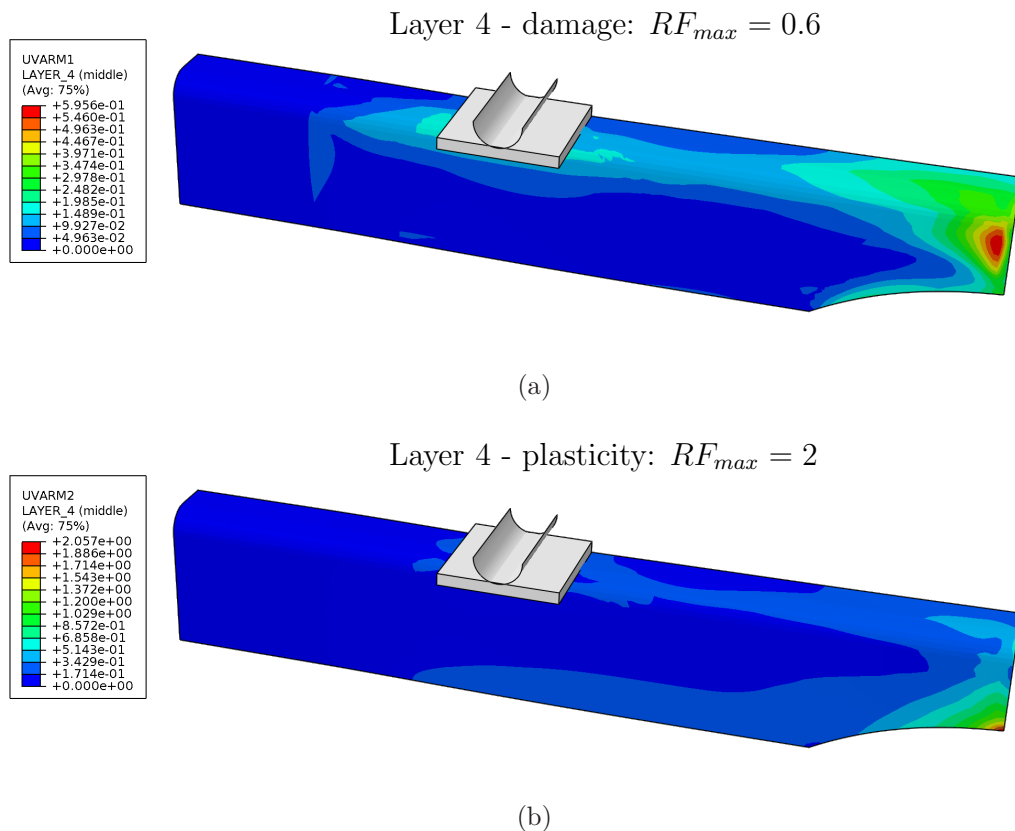 Layer 4 - damage: RF_max = 0.6
UVARM1
LAYER_4 (middle)
(Avg: 75%)
+5.956e-01
+5.460e-01
+4.963e-01
+4.467e-01
+3.971e-01
+3.474e-01
+2.978e-01
+2.482e-01
+1.985e-01
+1.489e-01
+9.927e-02
+4.963e-02
+0.000e+00
(a)
Layer 4 - plasticity: RF_max = 2
UVARM2
LAYER_4 (middle)
(Avg: 75%)
+2.057e+00
+1.886e+00
+1.714e+00
+1.543e+00
+1.372e+00
+1.200e+00
+1.029e+00
+8.572e-01
+6.858e-01
+5.143e-01
+3.429e-01
+1.714e-01
+0.000e+00
(b)